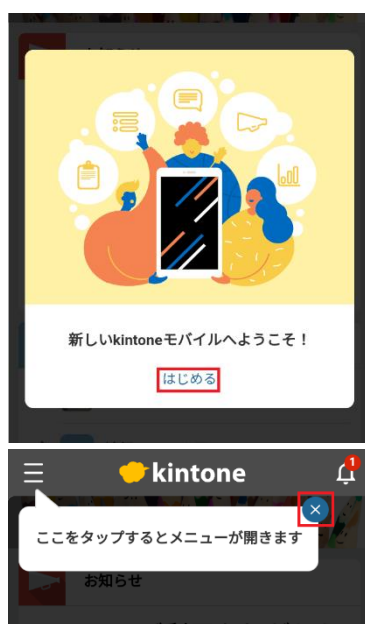 新しいkintoneモバイルへようこそ！
はじめる
kintone
1
ここをタップするとメニューが開きます
お知らせ